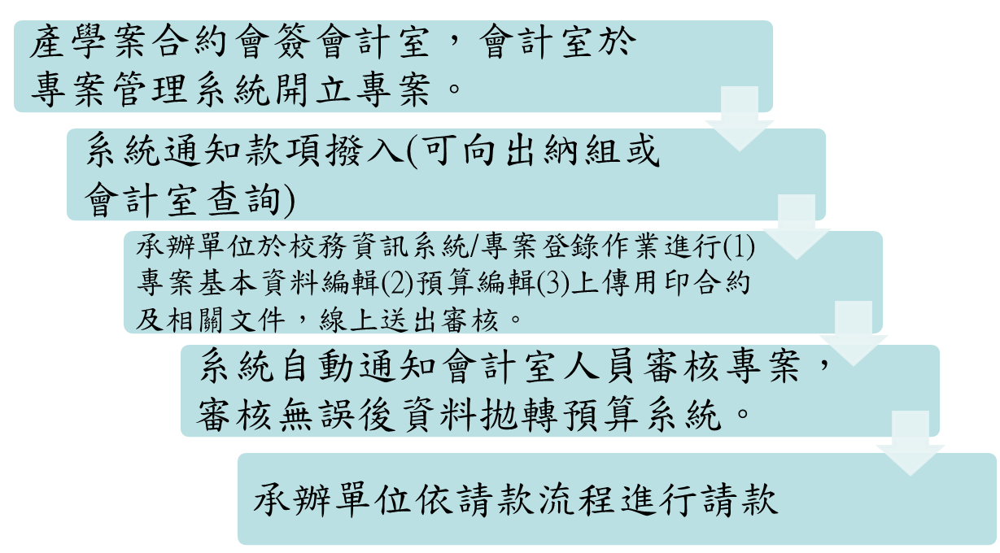 產學案合約會簽會計室，會計室於
專案管理系統開立專案。
系統通知款項撥入(可向出納組或
會計室查詢)
承辦單位於校務資訊系統/專案登錄作業進行(1)
專案基本資料編輯(2)預算編輯(3)上傳用印合約
及相關文件，線上送出審核。
系統自動通知會計室人員審核專案，
審核無誤後資料拋轉預算系統。
承辦單位依請款流程進行請款